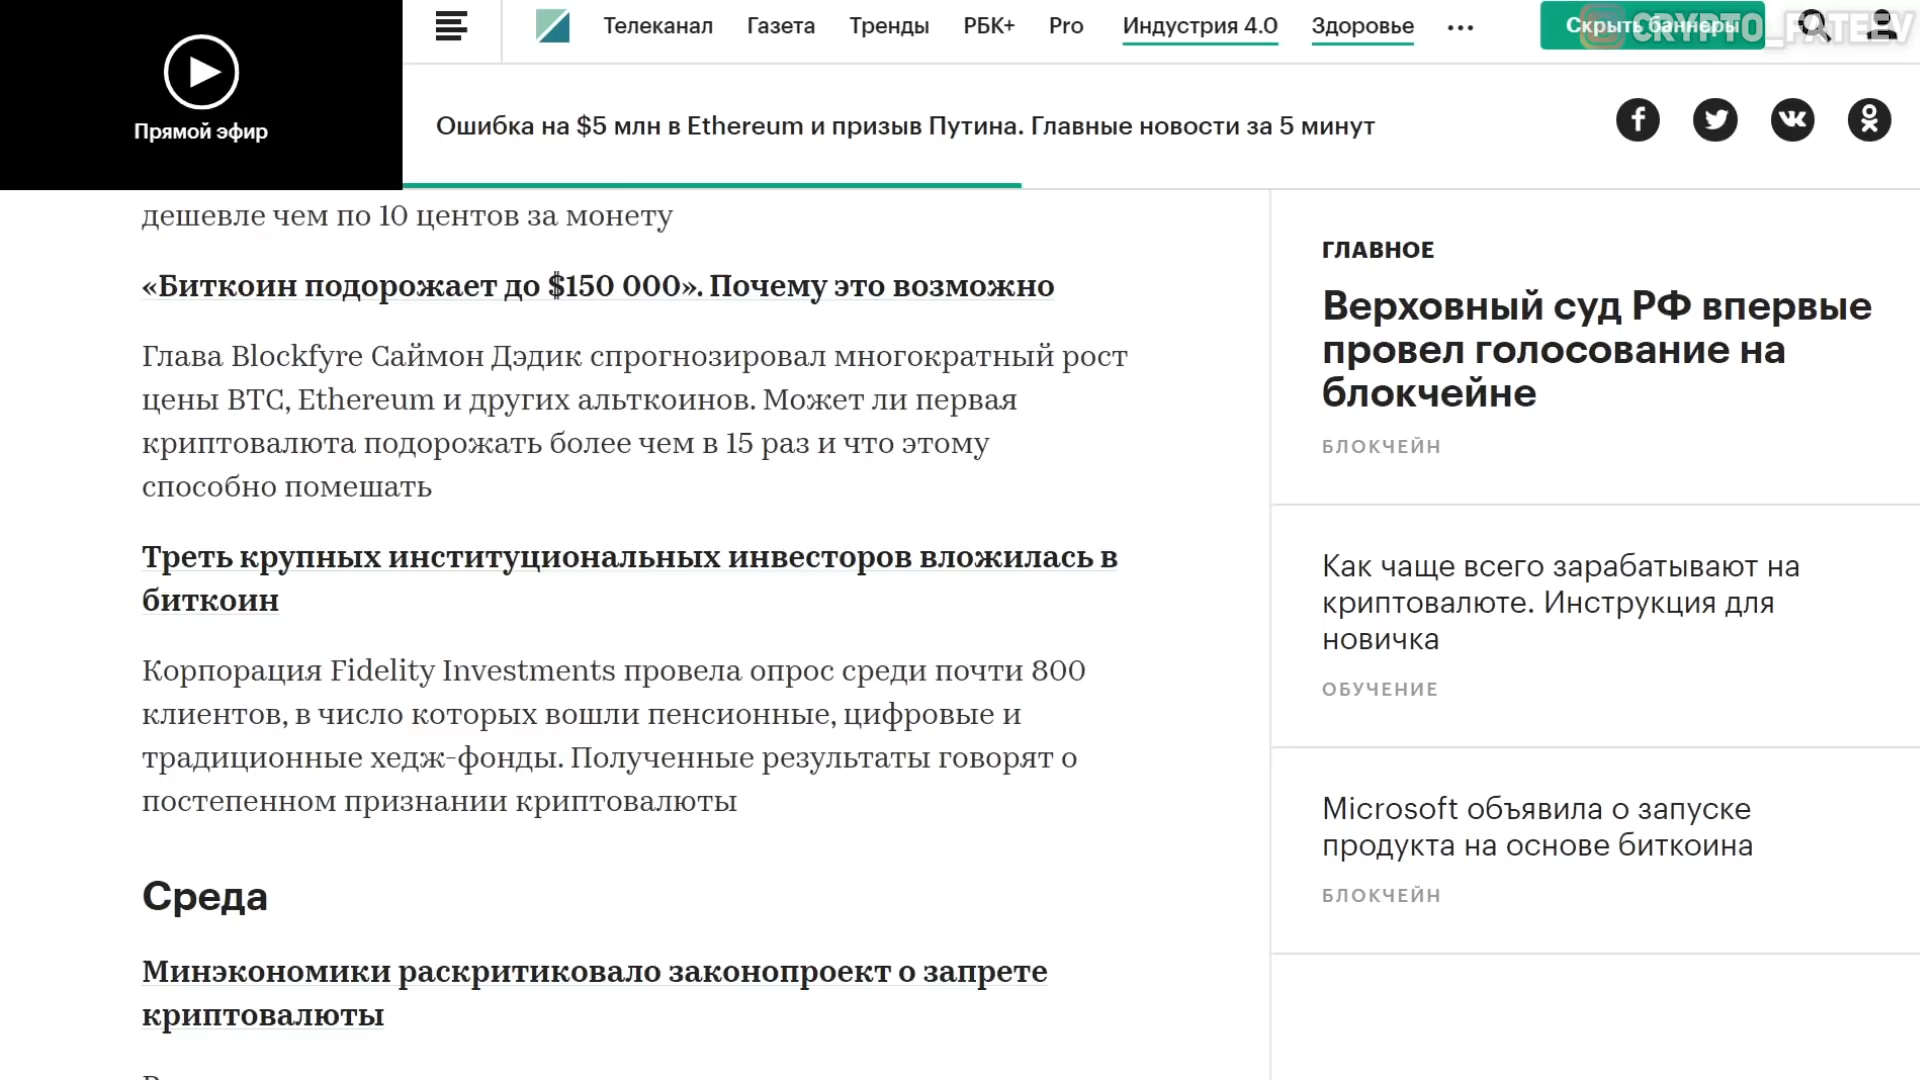 Прямой эфир
Телеканал Газета Тренды РБК+ Pro Индустрия 4.0 Здоровье ...
Скрыть баннеры
CRYPTO_FATEEV
Ошибка на $5 млн в Ethereum и призыв Путина. Главные новости за 5 минут
дешевле чем по 10 центов за монету
«Биткоин подорожает до $150 000». Почему это возможно
Глава Blockfyre Саймон Дэдик спрогнозировал многократный рост
цены BTC, Ethereum и других альткоинов. Может ли первая
криптовалюта подорожать более чем в 15 раз и что этому
способно помешать
Треть крупных институциональных инвесторов вложилась в
биткоин
Корпорация Fidelity Investments провела опрос среди почти 800
клиентов, в число которых вошли пенсионные, цифровые и
традиционные хедж-фонды. Полученные результаты говорят о
постепенном признании криптовалюты
Среда
Минэкономики раскритиковало законопроект о запрете
криптовалюты
ГЛАВНОЕ
Верховный суд РФ впервые
провел голосование на
блокчейне
БЛОКЧЕЙН
Как чаще всего зарабатывают на
криптовалюте. Инструкция для
новичка
ОБУЧЕНИЕ
Microsoft объявила о запуске
продукта на основе биткоина
БЛОКЧЕЙН